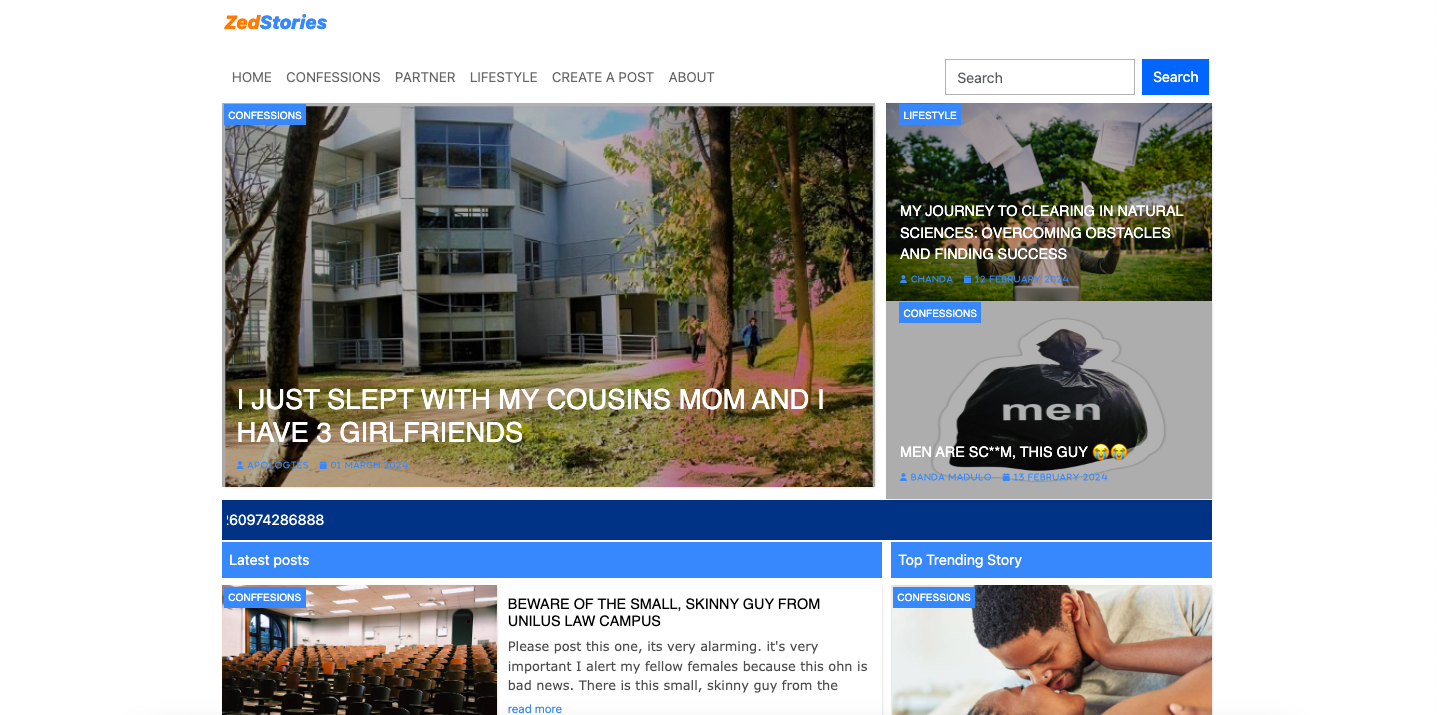 ZedStories
HOME CONFESSIONS PARTNER LIFESTYLE CREATE A POST ABOUT
Search
Search
CONFESSIONS
I JUST SLEPT WITH MY COUSINS MOM AND I
HAVE 3 GIRLFRIENDS
APOLOGTES 01 MARCH 2024
LIFESTYLE
MY JOURNEY TO CLEARING IN NATURAL
SCIENCES: OVERCOMING OBSTACLES
AND FINDING SUCCESS
CHANDA 12 FEBRUARY 2024
CONFESSIONS
men
MEN ARE SC**M, THIS GUY 😭😭
BANDA MADULO 13 FEBRUARY 2024
260974286888
Latest posts
CONFFESIONS
BEWARE OF THE SMALL, SKINNY GUY FROM
UNILUS LAW CAMPUS
Please post this one, its very alarming. it's very
important I alert my fellow females because this ohn is
bad news. There is this small, skinny guy from the
read more
Top Trending Story
CONFESSIONS